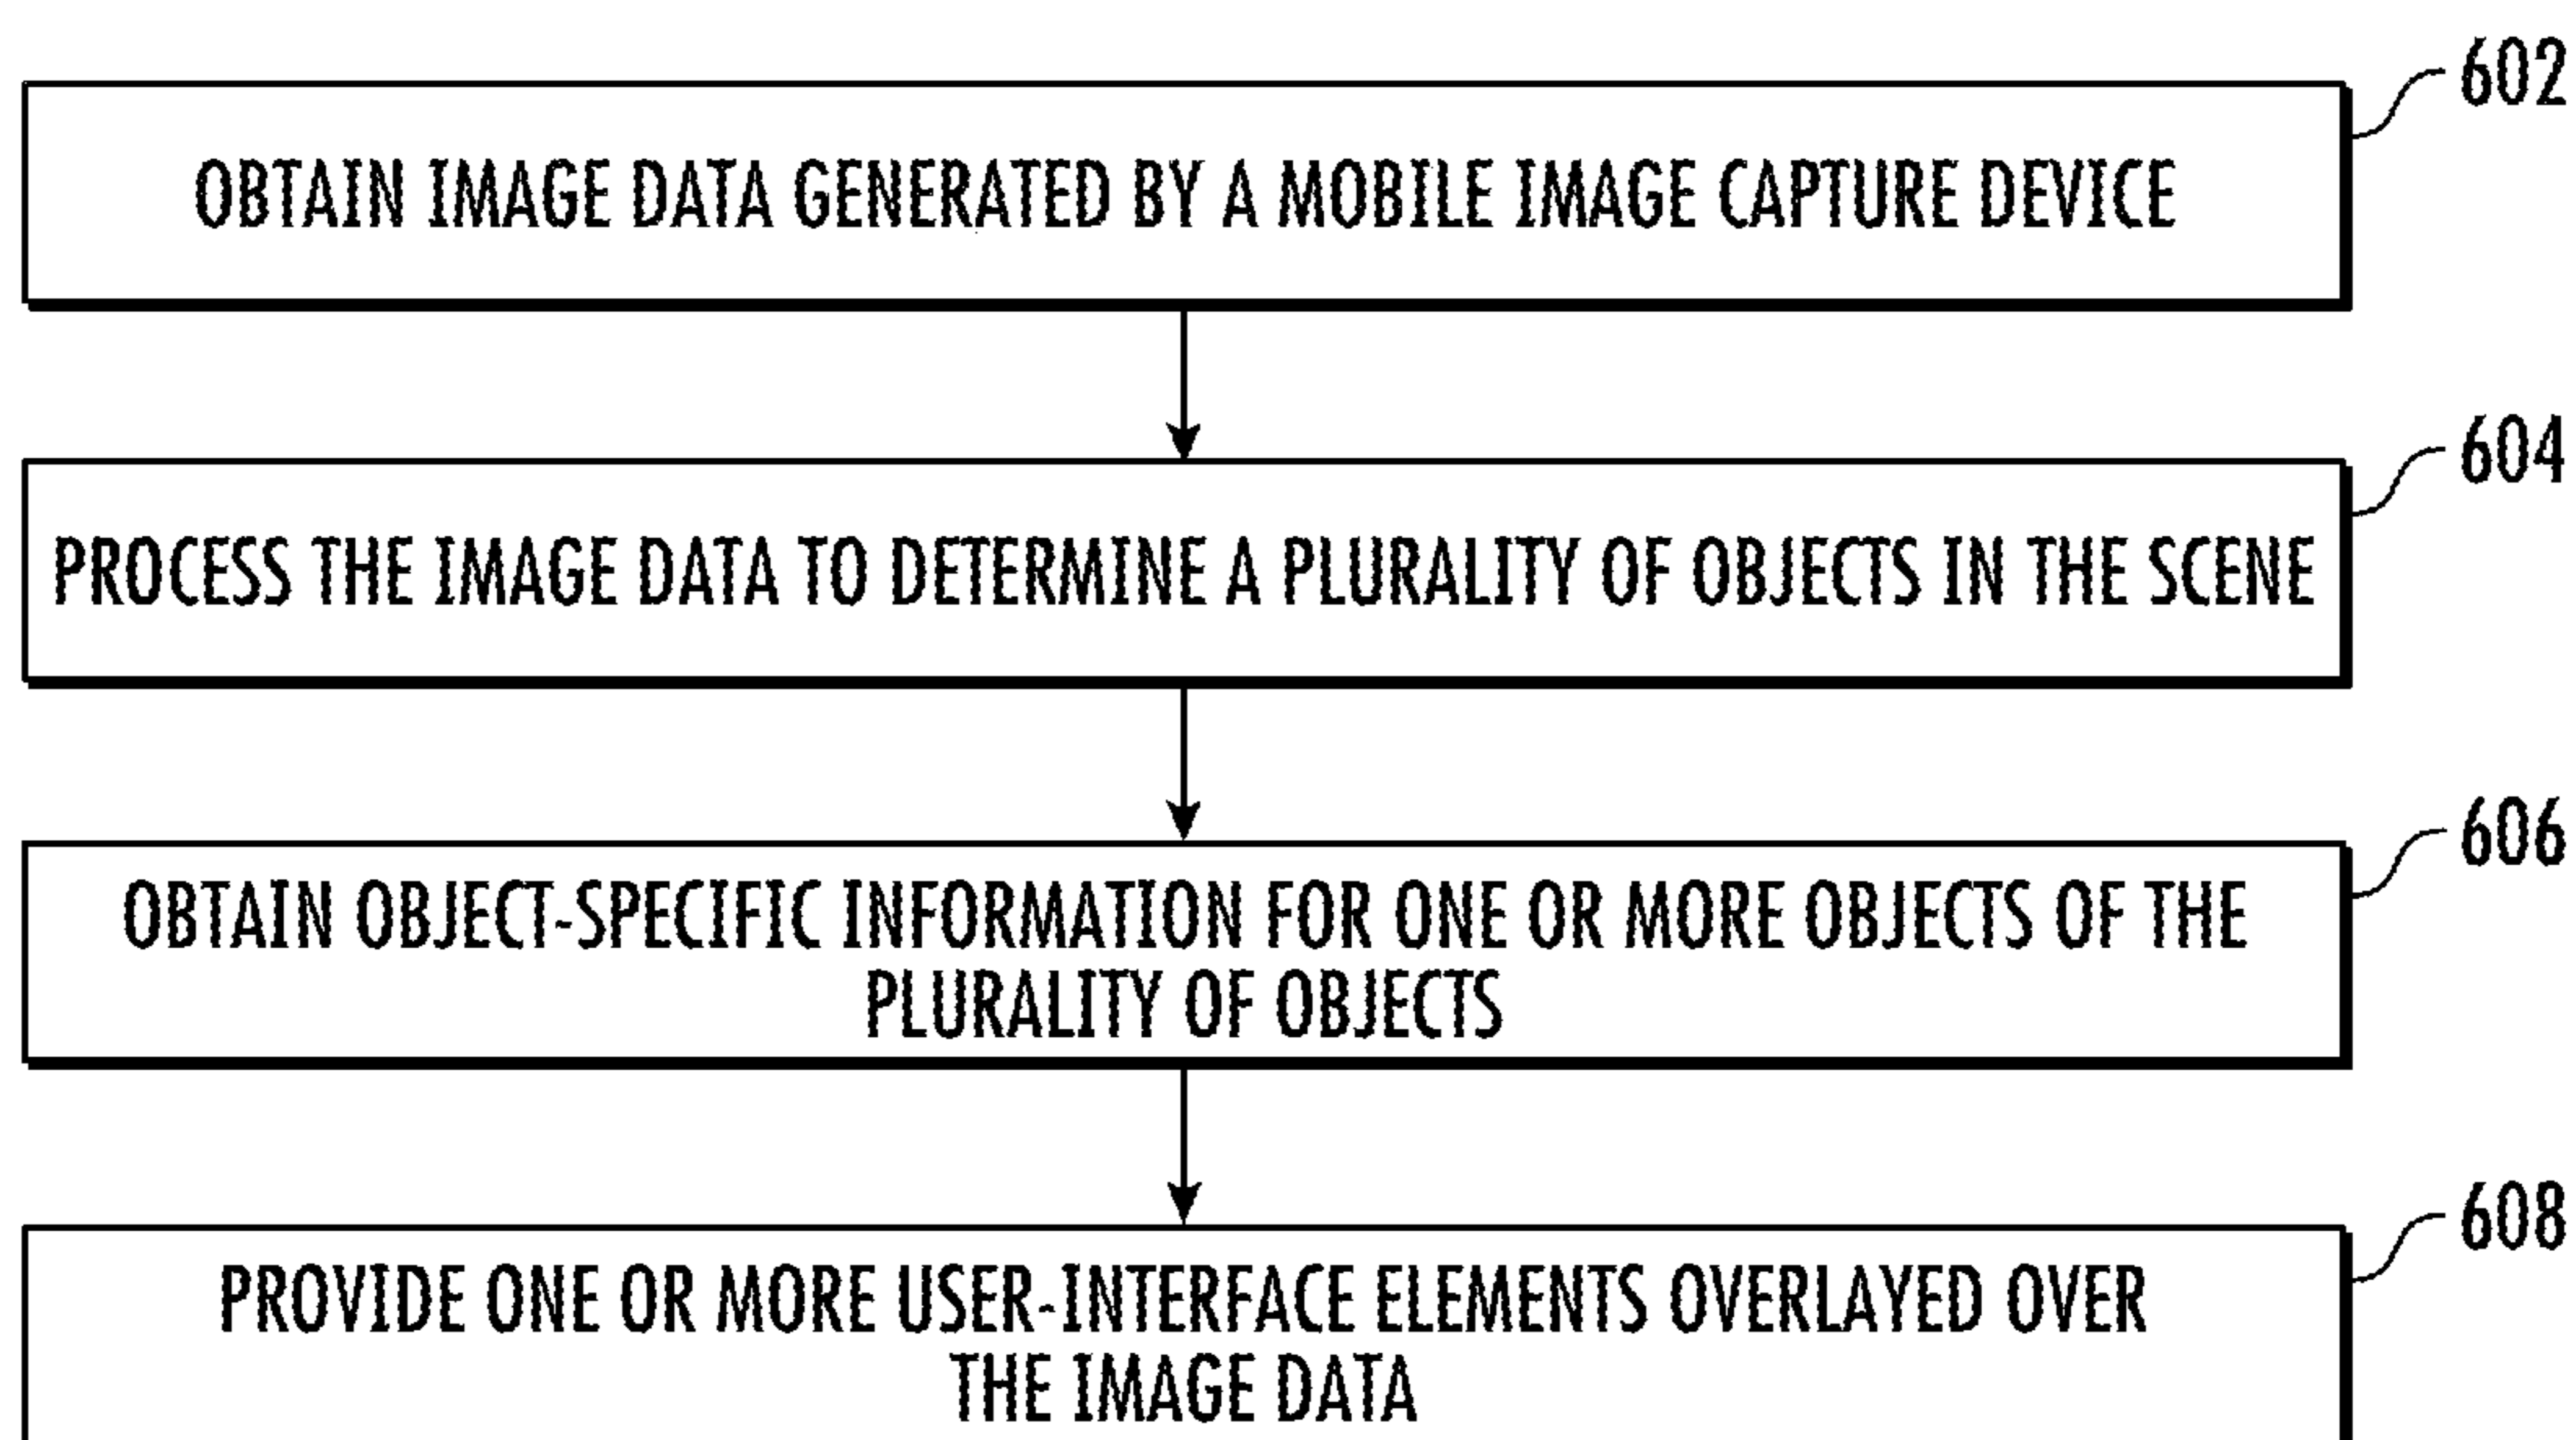 602
OBTAIN IMAGE DATA GENERATED BY A MOBILE IMAGE CAPTURE DEVICE
604
PROCESS THE IMAGE DATA TO DETERMINE A PLURALITY OF OBJECTS IN THE SCENE
606
OBTAIN OBJECT-SPECIFIC INFORMATION FOR ONE OR MORE OBJECTS OF THE
PLURALITY OF OBJECTS
608
PROVIDE ONE OR MORE USER-INTERFACE ELEMENTS OVERLAYED OVER
THE IMAGE DATA